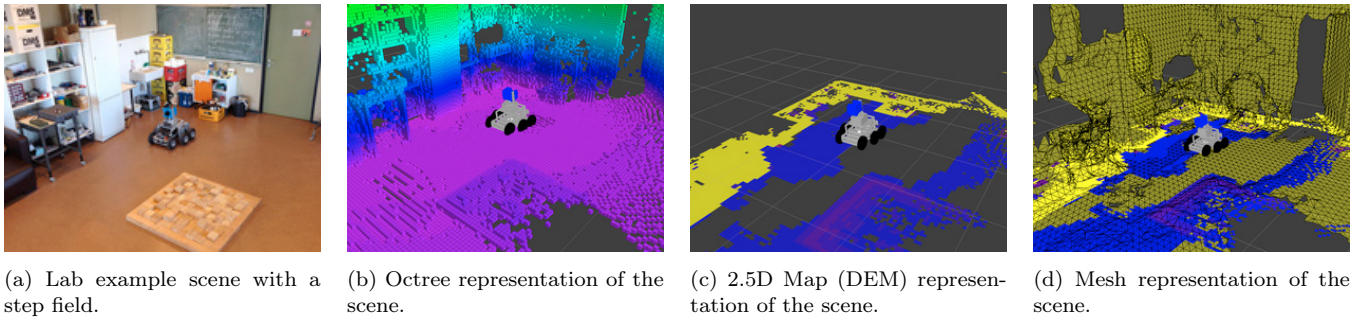 (a) Lab example scene with a
step field.
(b) Octree representation of the
scene.
(c) 2.5D Map (DEM) represen-
tation of the scene.
(d) Mesh representation of the
scene.